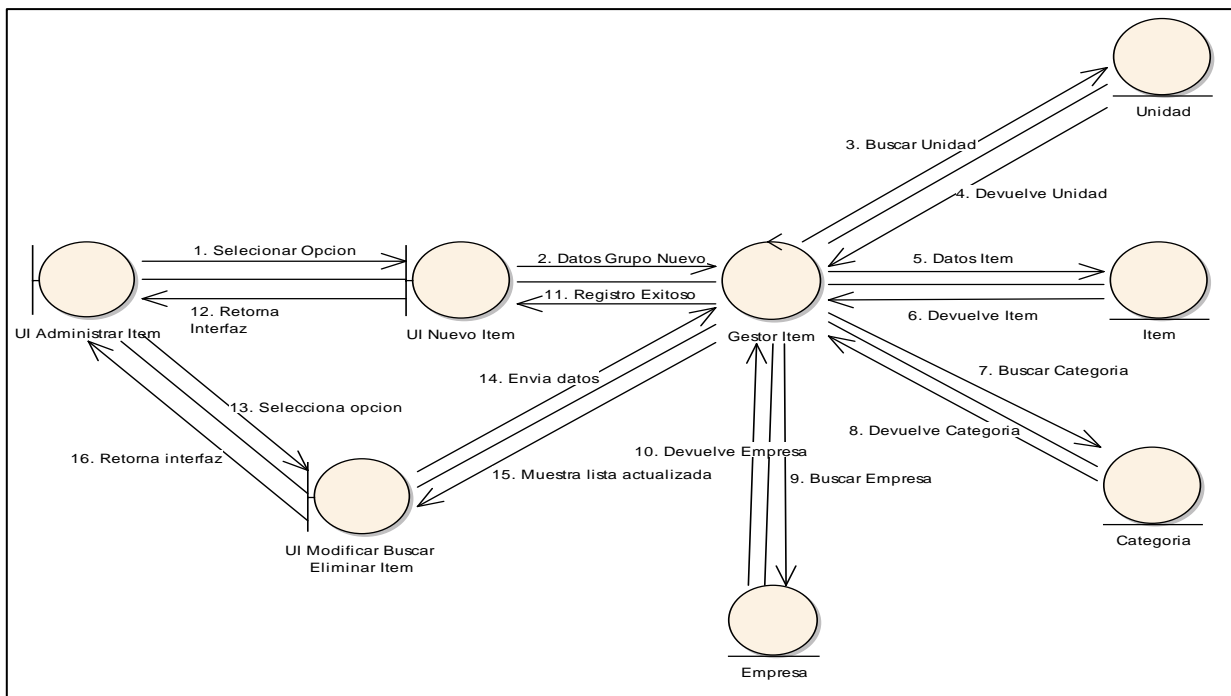 Unidad
3. Buscar Unidad
4. Devuelve Unidad
1. Selecionar Opcion
2. Datos Grupo Nuevo
5. Datos Item
11. Registro Exitoso
12. Retorna
Interfaz
6. Devuelve Item
UI Administrar Item
UI Nuevo Item
Gestor Item
Item
7. Buscar Categoria
14. Envia datos
13. Selecciona opcion
8. Devuelve Categoria
10. Devuelve Empresa
16. Retorna interfaz
15. Muestra lista actualizada
9. Buscar Empresa
Categoria
UI Modificar Buscar
Eliminar Item
Empresa